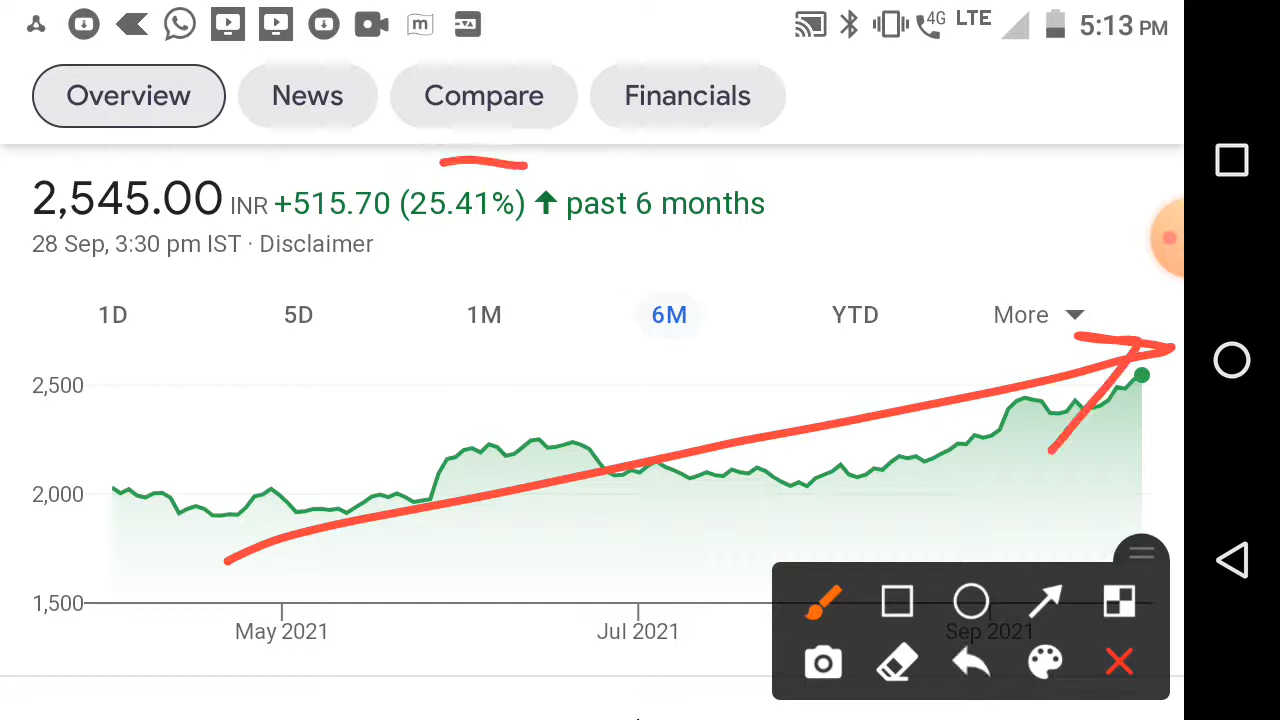 m
4G LTE 5:13 PM
Overview News Compare Financials
2,545.00 INR +515.70 (25.41%) ↑ past 6 months
28 Sep, 3:30 pm IST · Disclaimer
1D 5D 1M 6M YTD More
2,500
2,000
1,500
May 2021 Jul 2021 Sep 2021